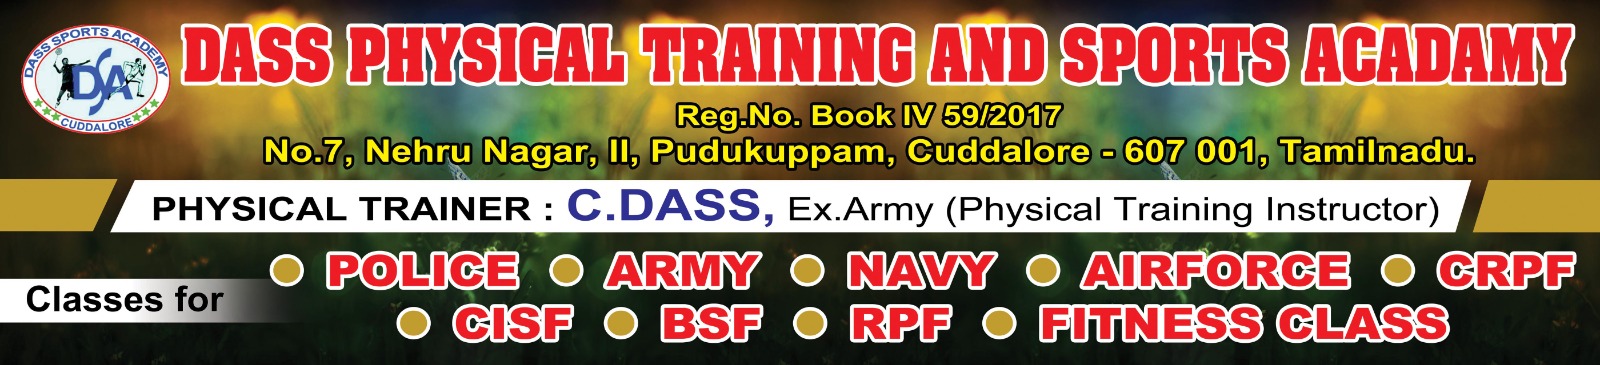 DASS SPORTS ACADEMY
DSA
CUDDALORE
DASS PHYSICAL TRAINING AND SPORTS ACADAMY
Reg.No. Book IV 59/2017
No.7, Nehru Nagar, II, Pudukuppam, Cuddalore - 607 001, Tamilnadu.
PHYSICAL TRAINER : C.DASS, Ex.Army (Physical Training Instructor)
Classes for
● POLICE ● ARMY ● NAVY ● AIRFORCE ● CRPF
● CISF ● BSF ● RPF ● FITNESS CLASS